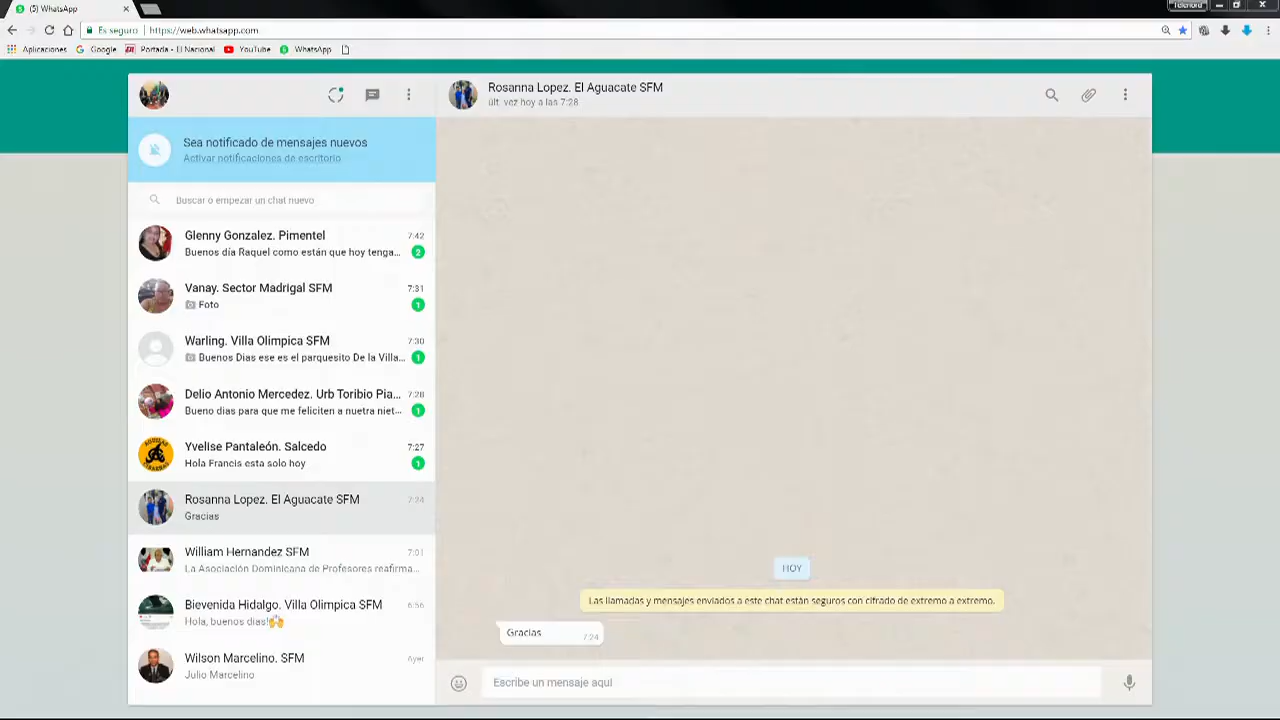 (5) WhatsApp
Telenord
Es seguro | https://web.whatsapp.com
Aplicaciones Google Portada - El Nacional YouTube WhatsApp
Rosanna Lopez. El Aguacate SFM
últ. vez hoy a las 7:28
Sea notificado de mensajes nuevos
Activar notificaciones de escritorio
Buscar o empezar un chat nuevo
Glenny Gonzalez. Pimentel 7:42
Buenos día Raquel como están que hoy tenga... 2
Vanay. Sector Madrigal SFM 7:31
Foto 1
Warling. Villa Olimpica SFM 7:30
Buenos Dias ese es el parquesito De la Villa... 1
Delio Antonio Mercedez. Urb Toribio Pia... 7:28
Bueno dias para que me feliciten a nuetra niet... 1
Yvelise Pantaleón. Salcedo 7:27
Hola Francis esta solo hoy 1
Rosanna Lopez. El Aguacate SFM 7:24
Gracias
William Hernandez SFM 7:01
La Asociación Dominicana de Profesores reafirma...
Bievenida Hidalgo. Villa Olimpica SFM 6:56
Hola, buenos dias!🙌
Wilson Marcelino. SFM Ayer
Julio Marcelino
HOY
Las llamadas y mensajes enviados a este chat están seguros con cifrado de extremo a extremo.
Gracias 7:24
Escribe un mensaje aquí